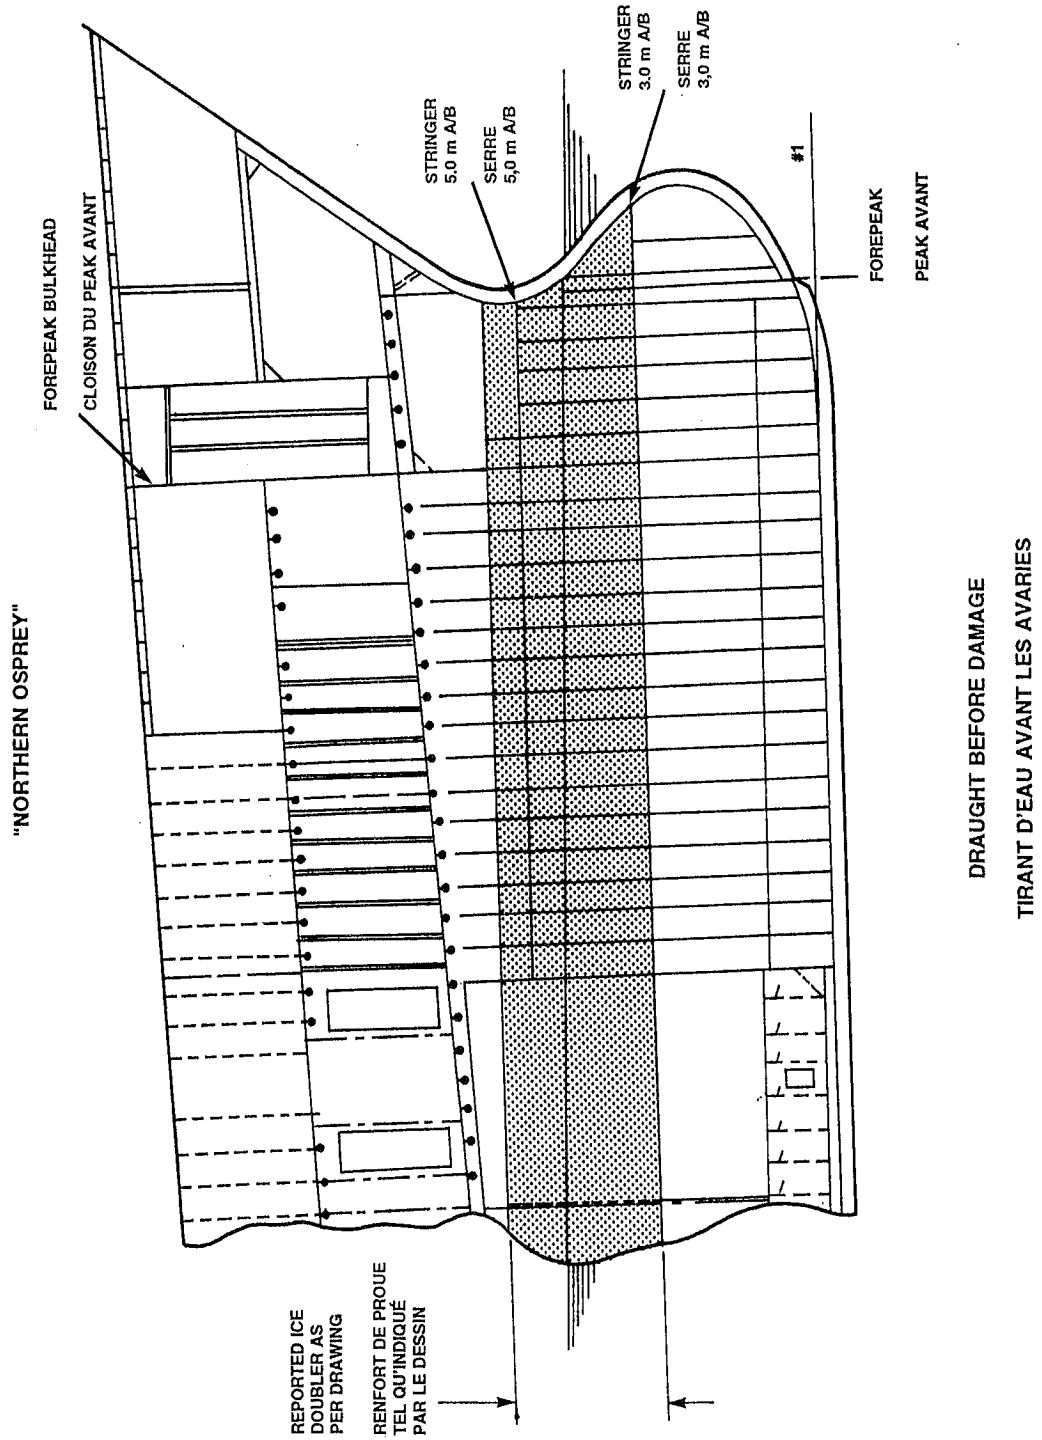 "NORTHERN OSPREY"
FOREPEAK BULKHEAD
CLOISON DU PEAK AVANT
STRINGER
5.0 m A/B
SERRE
5,0 m A/B
STRINGER
3.0 m A/B
SERRE
3,0 m A/B
#1
FOREPEAK
PEAK AVANT
REPORTED ICE
DOUBLER AS
PER DRAWING
RENFORT DE PROUE
TEL QU'INDIQUÉ
PAR LE DESSIN
DRAUGHT BEFORE DAMAGE
TIRANT D'EAU AVANT LES AVARIES